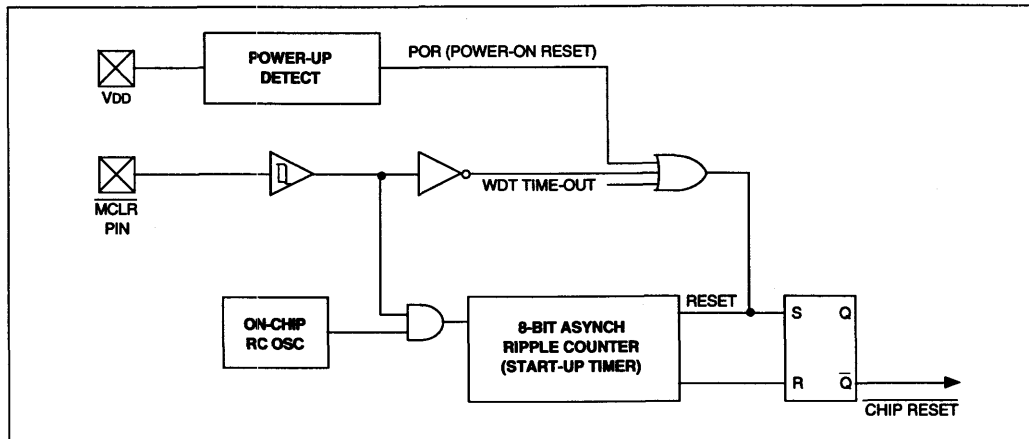 POWER-UP
DETECT
POR (POWER-ON RESET)
VDD
MCLR
PIN
WDT TIME-OUT
ON-CHIP
RC OSC
8-BIT ASYNCH
RIPPLE COUNTER
(START-UP TIMER)
RESET
S Q
R Q
CHIP RESET